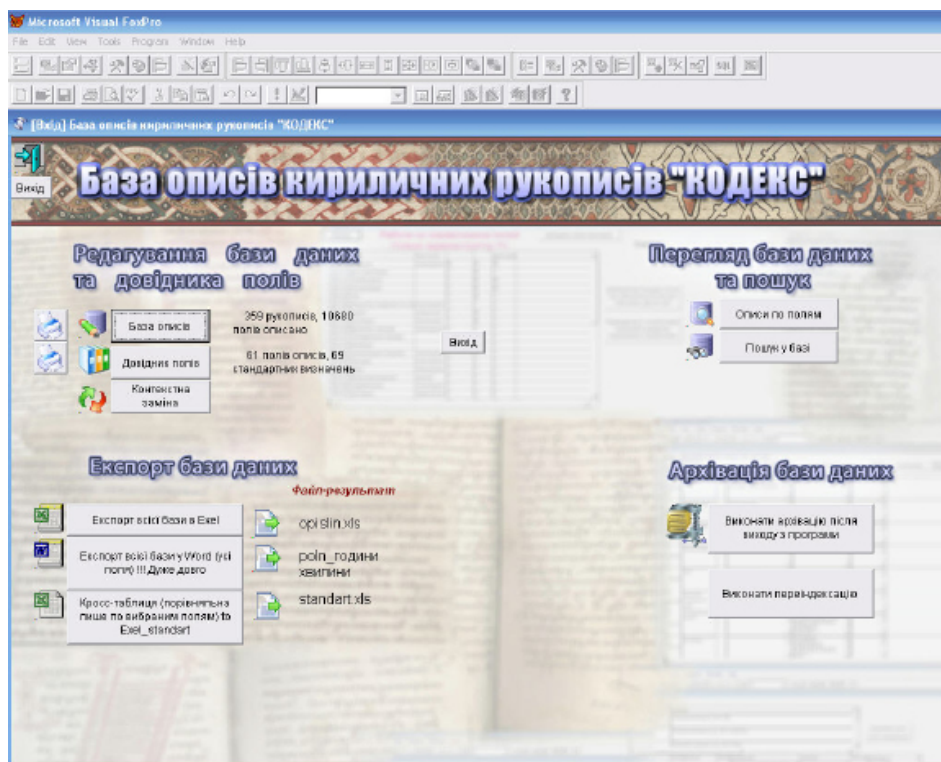 Microsoft Visual FoxPro
File Edit View Tools Program Window Help
SQL
[Вхід] База описів кириличних рукописів "КОДЕКС"
Вихід
База описів кириличних рукописів "КОДЕКС"
Редагування бази даних
та довідника полів
Перегляд бази даних
та пошук
База описів
359 рукописів, 10680
полів описано
Довідник полів
61 полів описів, 69
стандартних визначень
Контекстна
заміна
Вихід
Описи по полям
Пошук у базі
Експорт бази даних
Файл-результат
Експорт всієї бази в Exel
opislin.xls
Експорт всієї бази у Word (усі
поля) !!! Дуже довго
poln_години
хвилини
Кросс-таблиця (порівняльна
лише по вибраним полям) to
Exel_standart
standart.xls
Архівація бази даних
Виконати архівацію після
виходу з програми
Виконати переіндексацію